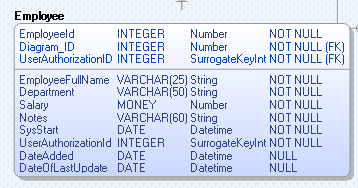 Employee
EmployeeId INTEGER Number NOT NULL
Diagram_ID INTEGER Number NOT NULL (FK)
UserAuthorizationID INTEGER SurrogateKeyInt NOT NULL (FK)
EmployeeFullName VARCHAR(25) String NOT NULL
Department VARCHAR(50) String NOT NULL
Salary MONEY Number NOT NULL
Notes VARCHAR(60) String NOT NULL
SysStart DATE Datetime NOT NULL
UserAuthorizationId INTEGER SurrogateKeyInt NOT NULL
DateAdded DATE Datetime NULL
DateOfLastUpdate DATE Datetime NULL